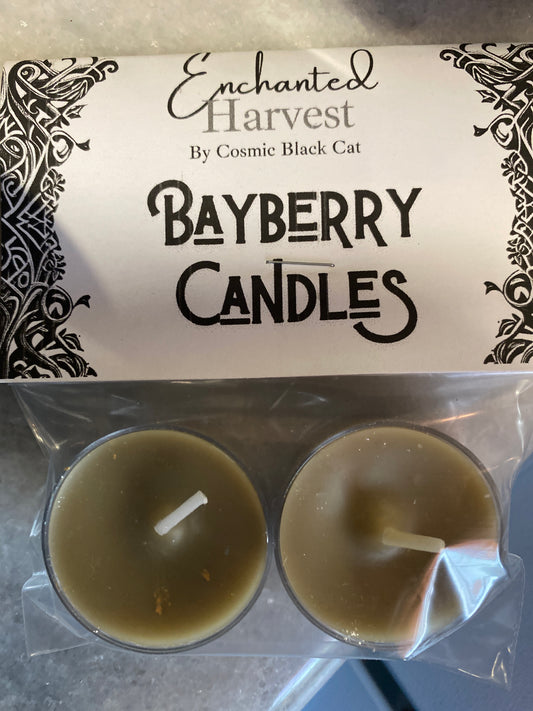 Enchanted
Harvest
By Cosmic Black Cat
BAYBERRY
CANDLES